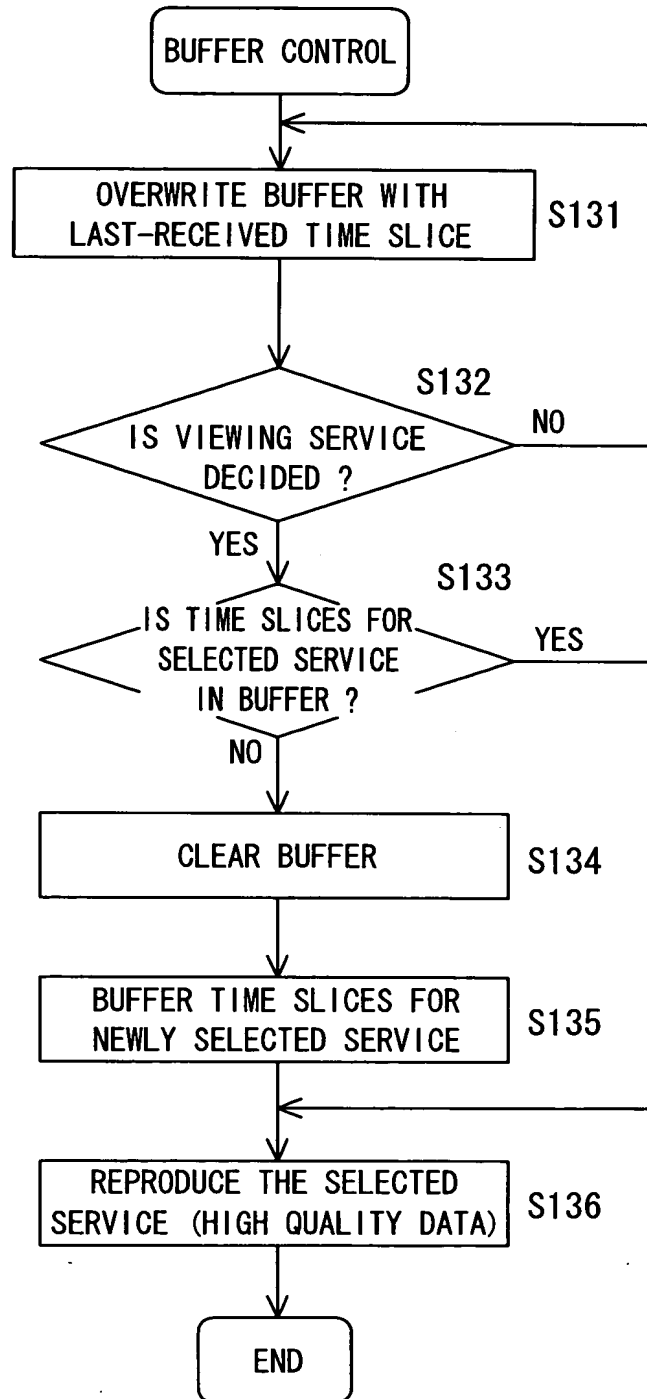 BUFFER CONTROL
OVERWRITE BUFFER WITH
LAST-RECEIVED TIME SLICE
S131
S132
IS VIEWING SERVICE
DECIDED ?
NO
YES
S133
IS TIME SLICES FOR
SELECTED SERVICE
IN BUFFER ?
YES
NO
CLEAR BUFFER
S134
BUFFER TIME SLICES FOR
NEWLY SELECTED SERVICE
S135
REPRODUCE THE SELECTED
SERVICE (HIGH QUALITY DATA)
S136
END